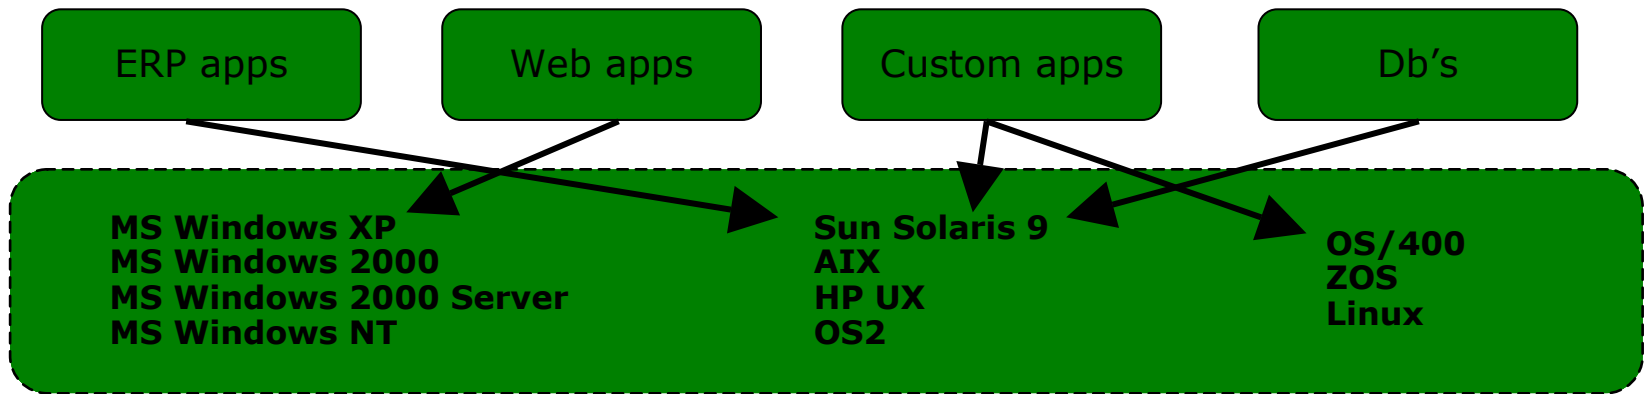 ERP apps
Web apps
Custom apps
Db’s
MS Windows XP
MS Windows 2000
MS Windows 2000 Server
MS Windows NT
Sun Solaris 9
AIX
HP UX
OS2
OS/400
ZOS
Linux